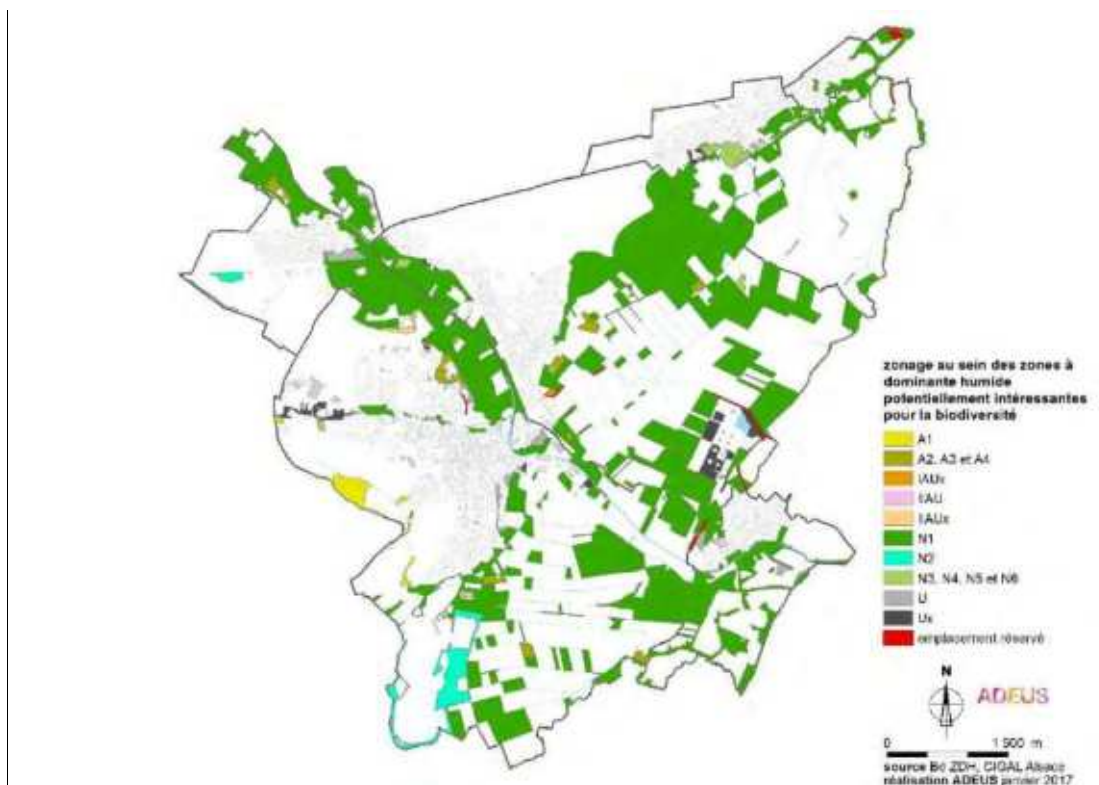 zonage au sein des zones à
dominante humide
potentiellement intéressantes
pour la biodiversité
A1
A2, A3 et A4
IAUx
IIAU
IIAUx
N1
N2
N3, N4, N5 et N6
U
Ux
emplacement réservé
N
ADEUS
0 1 500 m
source Bd ZDH, CIGAL Alsace
réalisation ADEUS janvier 2017